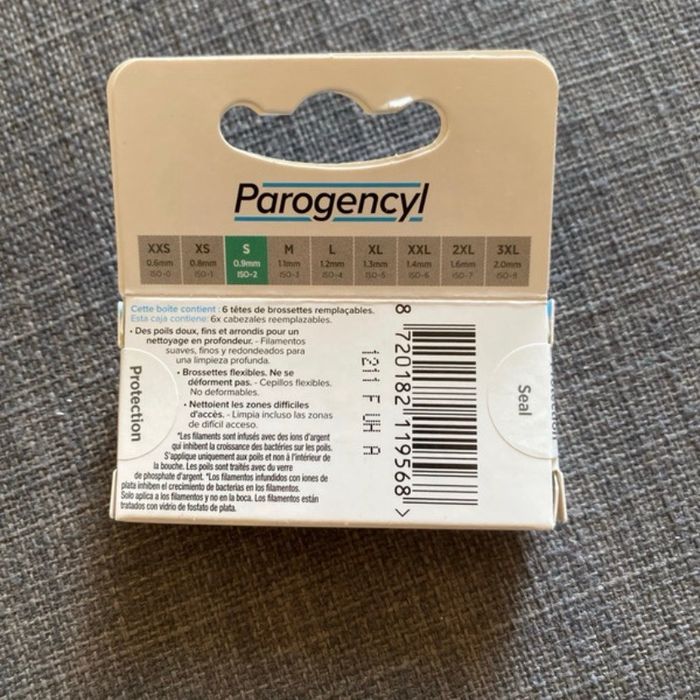 Parogencyl
XXS XS S M L XL XXL 2XL 3XL
0.6mm 0.8mm 0.9mm 1.1mm 1.2mm 1.3mm 1.4mm 1.6mm 2.0mm
ISO-0 ISO-1 ISO-2 ISO-3 ISO-4 ISO-5 ISO-6 ISO-7 ISO-8
Cette boîte contient : 6 têtes de brossettes remplaçables.
Esta caja contiene: 6x cabezales reemplazables.
• Des poils doux, fins et arrondis pour un
nettoyage en profondeur. - Filamentos
suaves, finos y redondeados para
una limpieza profunda.
• Brossettes flexibles. Ne se
déforment pas. - Cepillos flexibles.
No deformables.
• Nettoient les zones difficiles
d'accès. - Limpia incluso las zonas
de difícil acceso.
*Les filaments sont infusés avec des ions d'argent
qui inhibent la croissance des bactéries sur les poils.
S'applique uniquement aux poils et non à l'intérieur de
la bouche. Les poils sont traités avec du verre
de phosphate d'argent. *Los filamentos infundidos con iones de
plata inhiben el crecimiento de bacterias en los filamentos.
Solo aplica a los filamentos y no en la boca. Los filamentos están
tratados con vidrio de fosfato de plata.
Protection
1211 F UH A
8 720182 119568 >
Seal